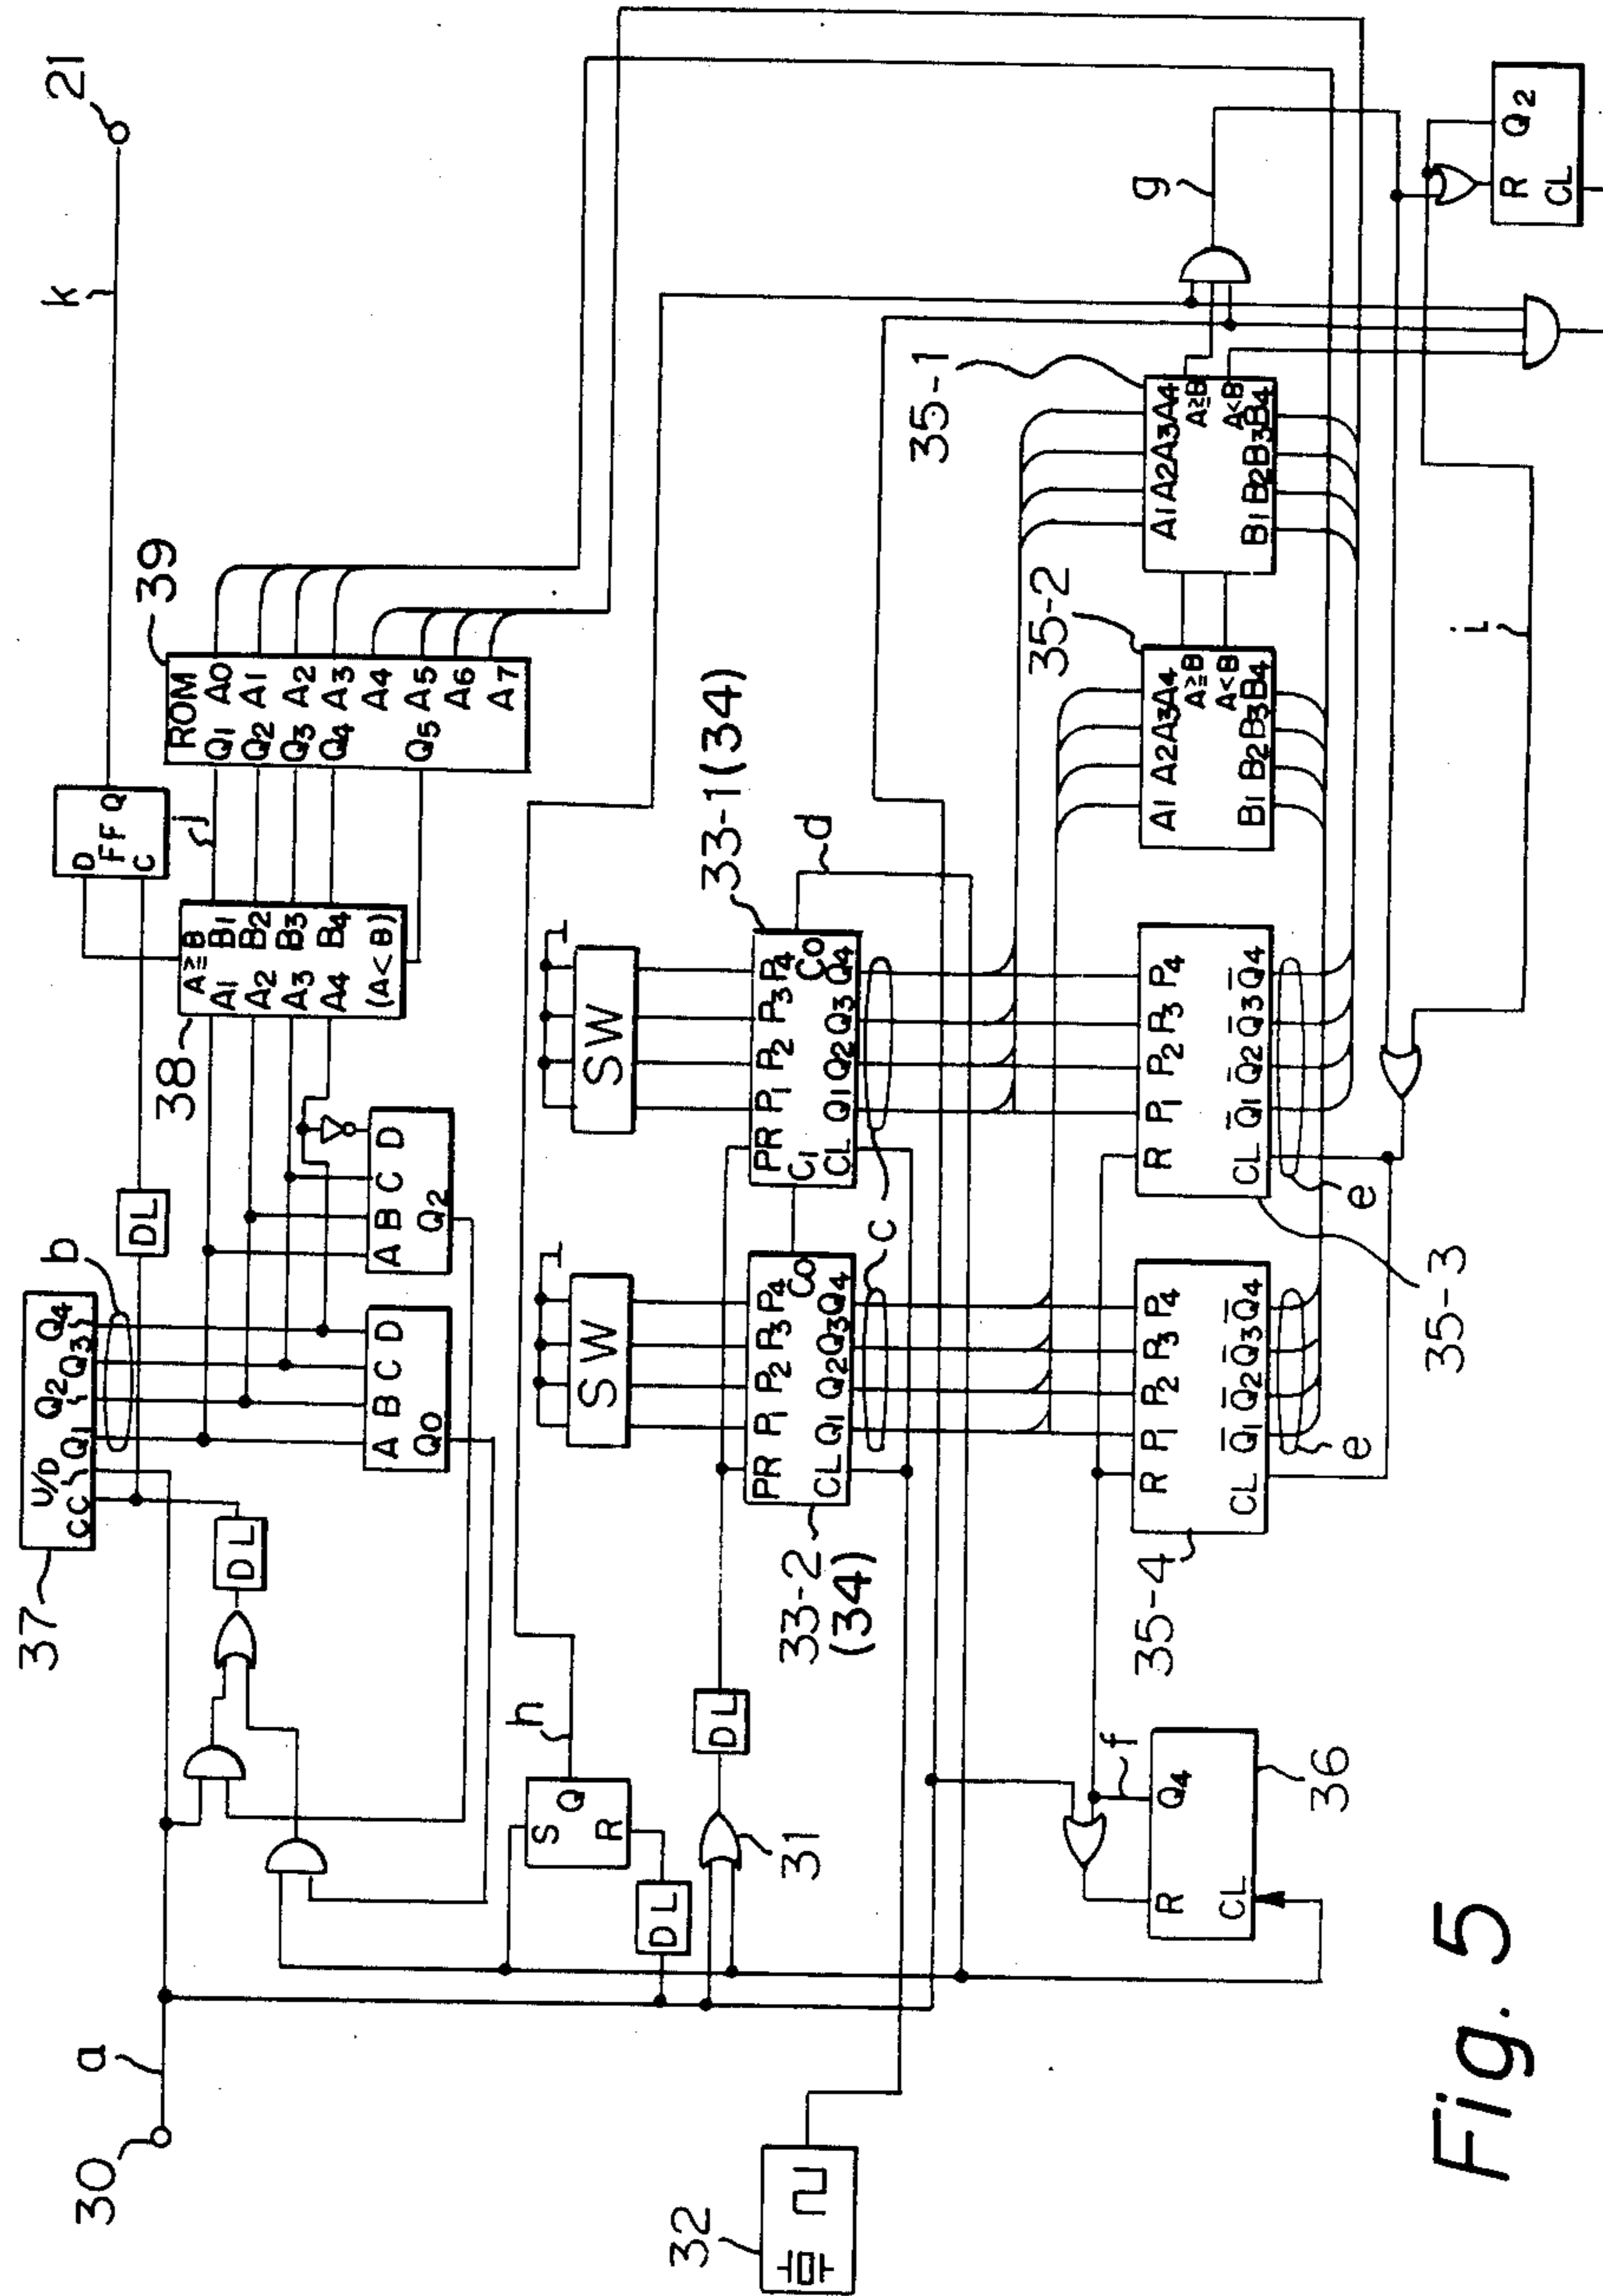 21
k
37
CC U/D Q1 Q2 Q3 Q4
b
DL
D FF Q
C
39
ROM
Q1 A0
Q2 A1
Q3 A2
Q4 A3
A4
Q5 A5
A6
A7
30
a
DL
38
A≧B
A1 B1
A2 B2
A3 B3
A4 B4
(A<B)
j
A B C D
Q0
A B C D
Q2
h
S Q
R
DL
31
DL
SW
SW
33-1(34)
33-2
(34)
PR P1 P2 P3 P4
CO
CL Q1 Q2 Q3 Q4
PR P1 P2 P3 P4
C1 CO
CL Q1 Q2 Q3 Q4
d
c
c
32
35-1
35-2
A1 A2 A3 A4
A≧B
A<B
B1 B2 B3 B4
A1 A2 A3 A4
A≧B
A<B
B1 B2 B3 B4
g
f
R Q4
CL
36
35-4
R P1 P2 P3 P4
CL Q̅1 Q̅2 Q̅3 Q̅4
e
R P1 P2 P3 P4
CL Q̅1 Q̅2 Q̅3 Q̅4
e
35-3
i
R Q2
CL
Fig. 5